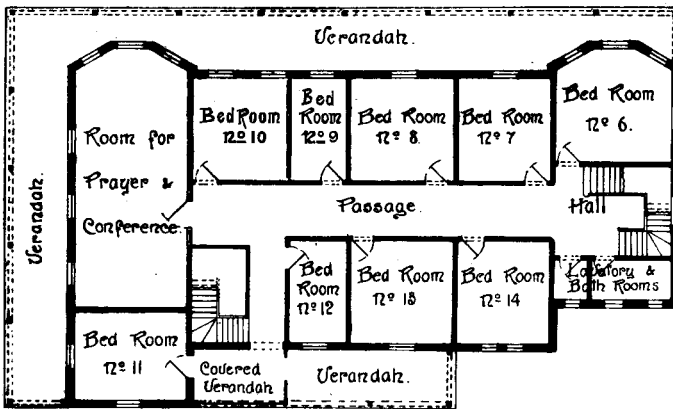 Verandah.
Bed Room
No 10
Bed
Room
No 9
Bed Room
No 8.
Bed Room
No 7
Bed Room
No 6.
Room for
Prayer &
Conference.
Verandah.
Passage.
Hall
Bed
Room
No 12
Bed Room
No 13
Bed Room
No 14
Lavatory &
Bath Rooms
Bed Room
No 11
Covered
Verandah
Verandah.